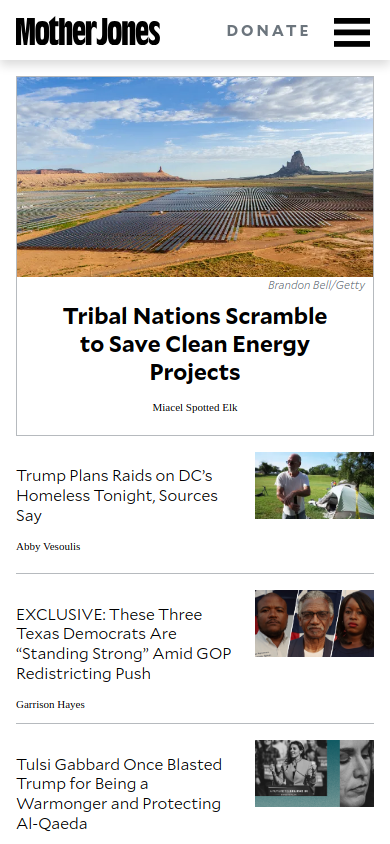 Mother Jones
DONATE
Brandon Bell/Getty
Tribal Nations Scramble
to Save Clean Energy
Projects
Miacel Spotted Elk
Trump Plans Raids on DC’s
Homeless Tonight, Sources
Say
Abby Vesoulis
EXCLUSIVE: These Three
Texas Democrats Are
“Standing Strong” Amid GOP
Redistricting Push
Garrison Hayes
Tulsi Gabbard Once Blasted
Trump for Being a
Warmonger and Protecting
Al-Qaeda